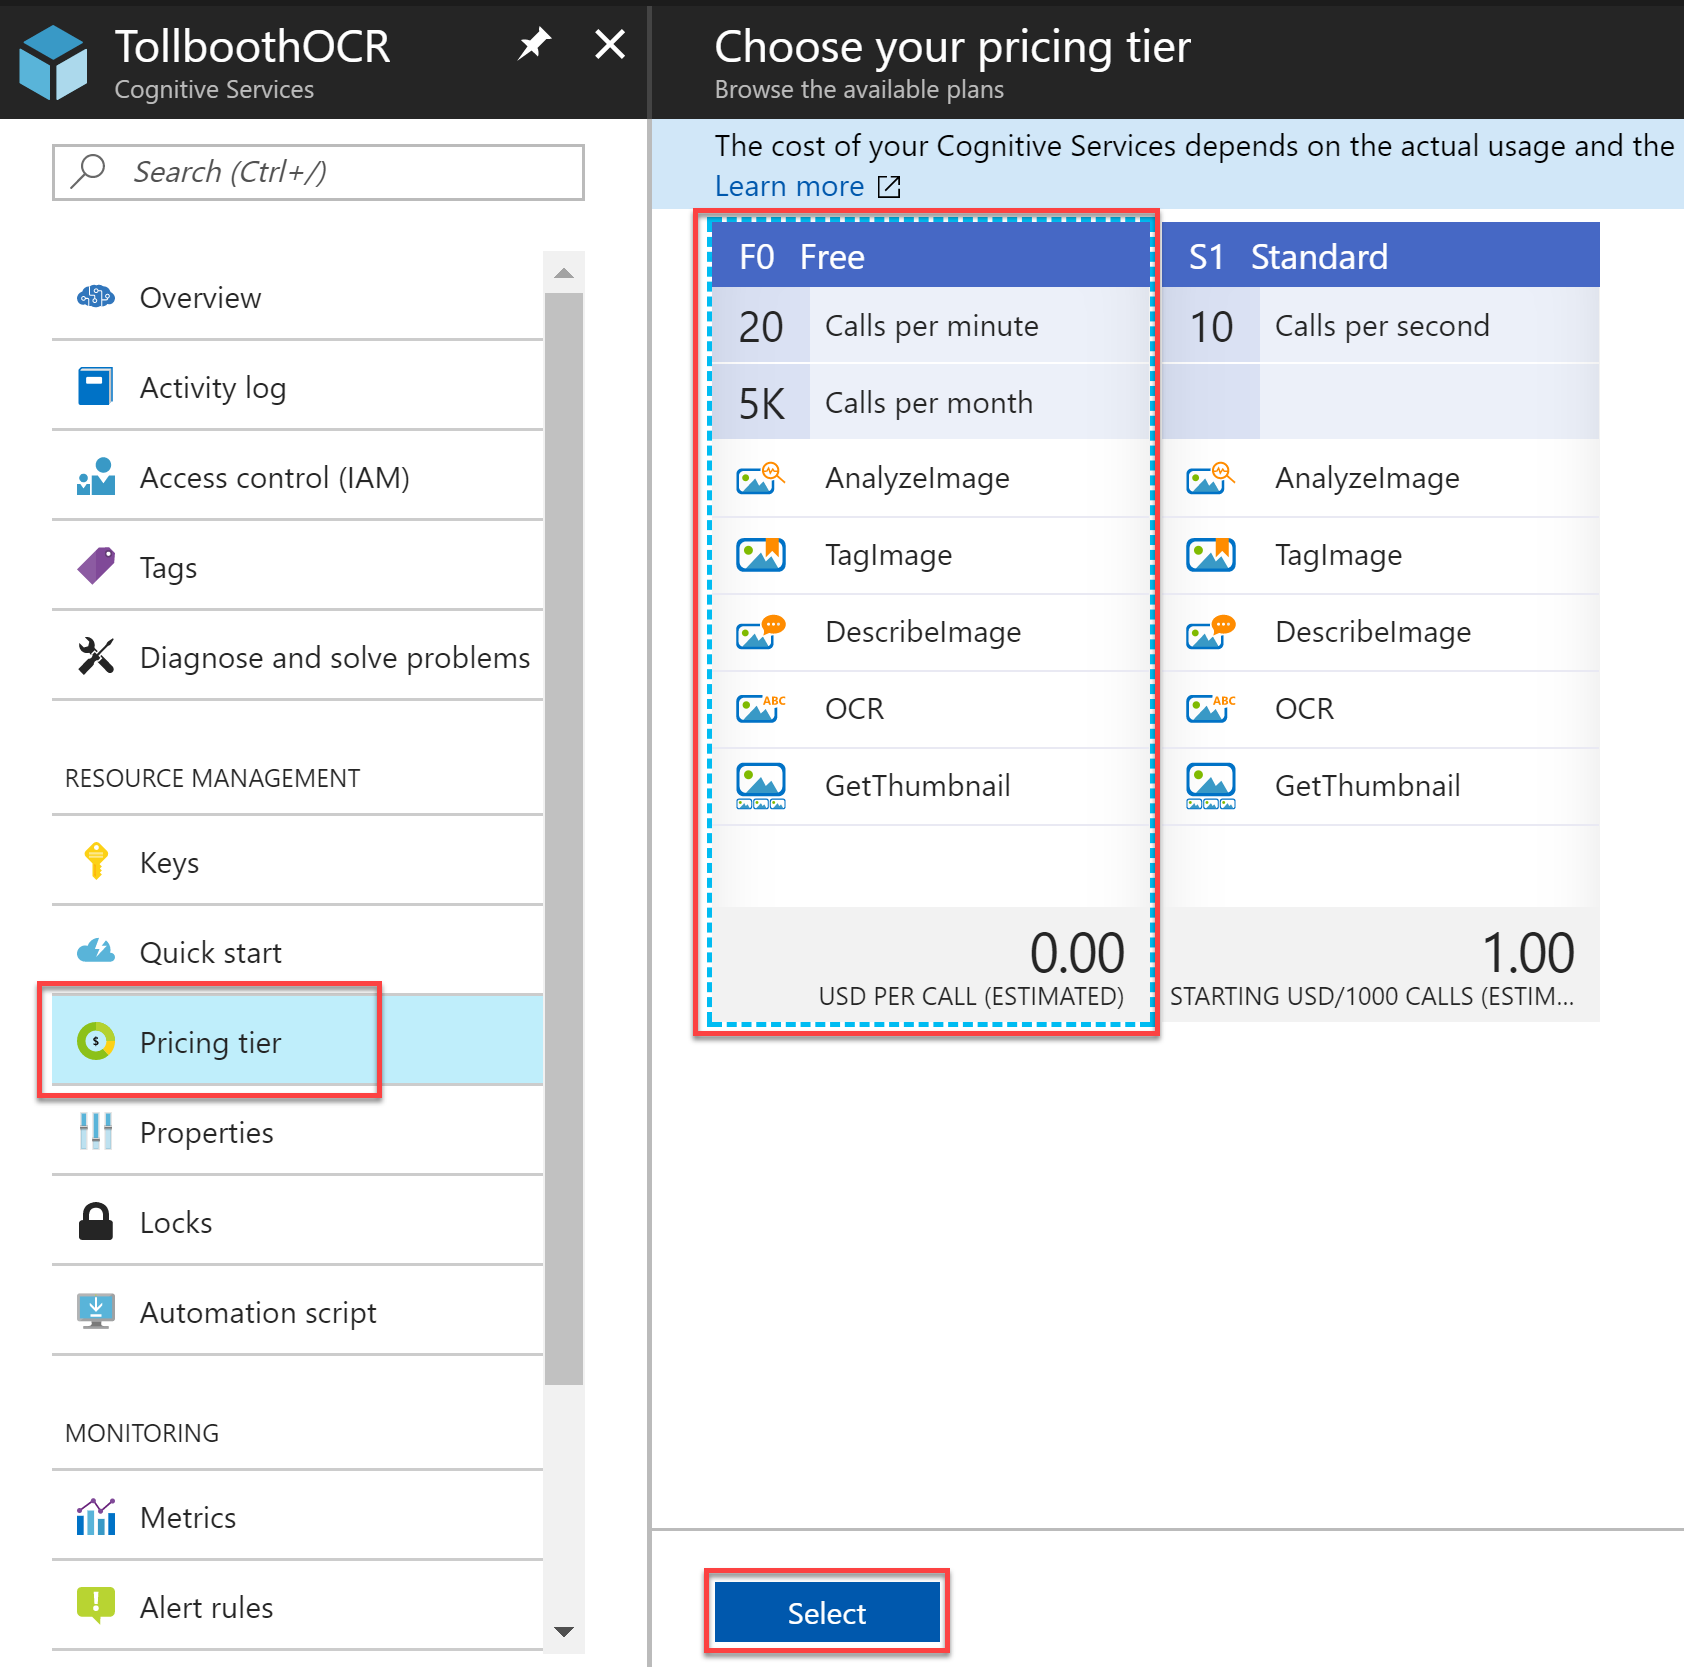 TollboothOCR
Cognitive Services
Search (Ctrl+/)
Overview
Activity log
Access control (IAM)
Tags
Diagnose and solve problems
RESOURCE MANAGEMENT
Keys
Quick start
$
Pricing tier
Properties
Locks
Automation script
MONITORING
Metrics
Alert rules
Choose your pricing tier
Browse the available plans
The cost of your Cognitive Services depends on the actual usage and the
Learn more
F0 Free
20 Calls per minute
5K Calls per month
AnalyzeImage
TagImage
DescribeImage
ABC
OCR
GetThumbnail
0.00
USD PER CALL (ESTIMATED)
S1 Standard
10 Calls per second
AnalyzeImage
TagImage
DescribeImage
ABC
OCR
GetThumbnail
1.00
STARTING USD/1000 CALLS (ESTIM...
Select